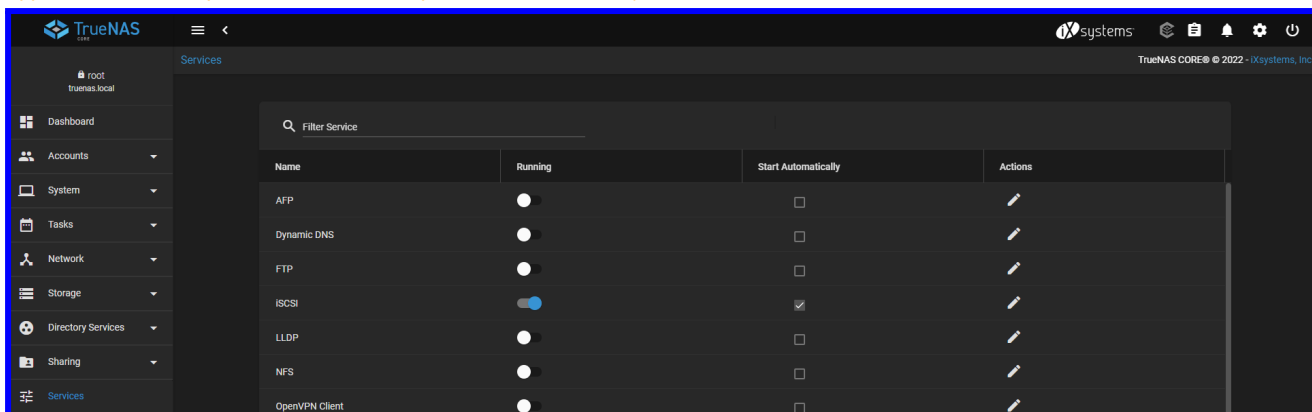 TrueNAS
CORE
iXsystems
root
truenas.local
Services
TrueNAS CORE® © 2022 - iXsystems, Inc
Dashboard
Accounts
System
Tasks
Network
Storage
Directory Services
Sharing
Services
Filter Service
Name Running Start Automatically Actions
AFP
Dynamic DNS
FTP
iSCSI
LLDP
NFS
OpenVPN Client